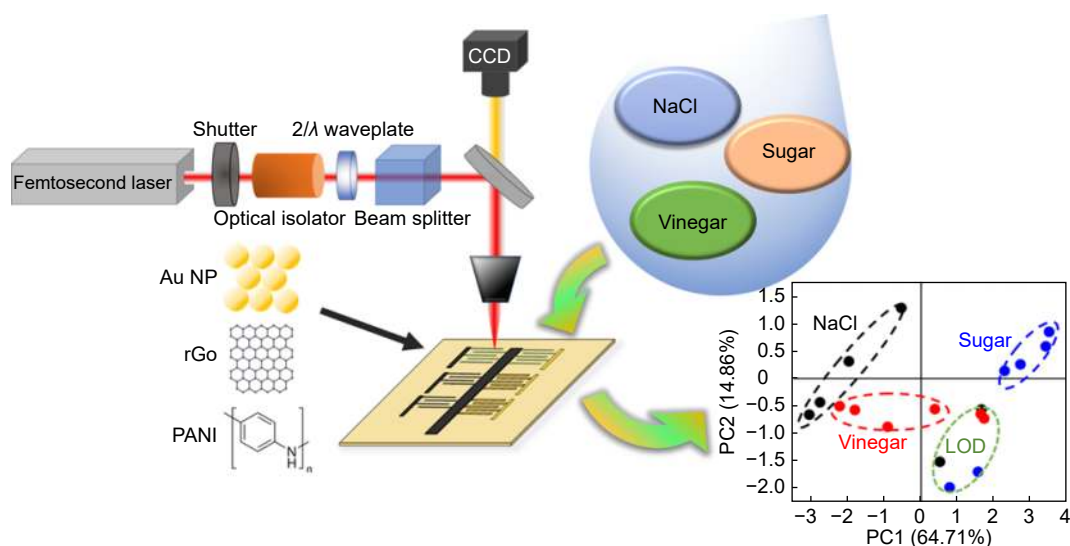 CCD
Shutter
2/λ waveplate
Femtosecond laser
Optical isolator
Beam splitter
NaCl
Sugar
Vinegar
Au NP
rGo
PANI
N
H
n
NaCl
Sugar
Vinegar
LOD
PC2 (14.86%)
1.5
1.0
0.5
0
−0.5
−1.0
−1.5
−2.0
−3 −2 −1 0 1 2 3 4
PC1 (64.71%)